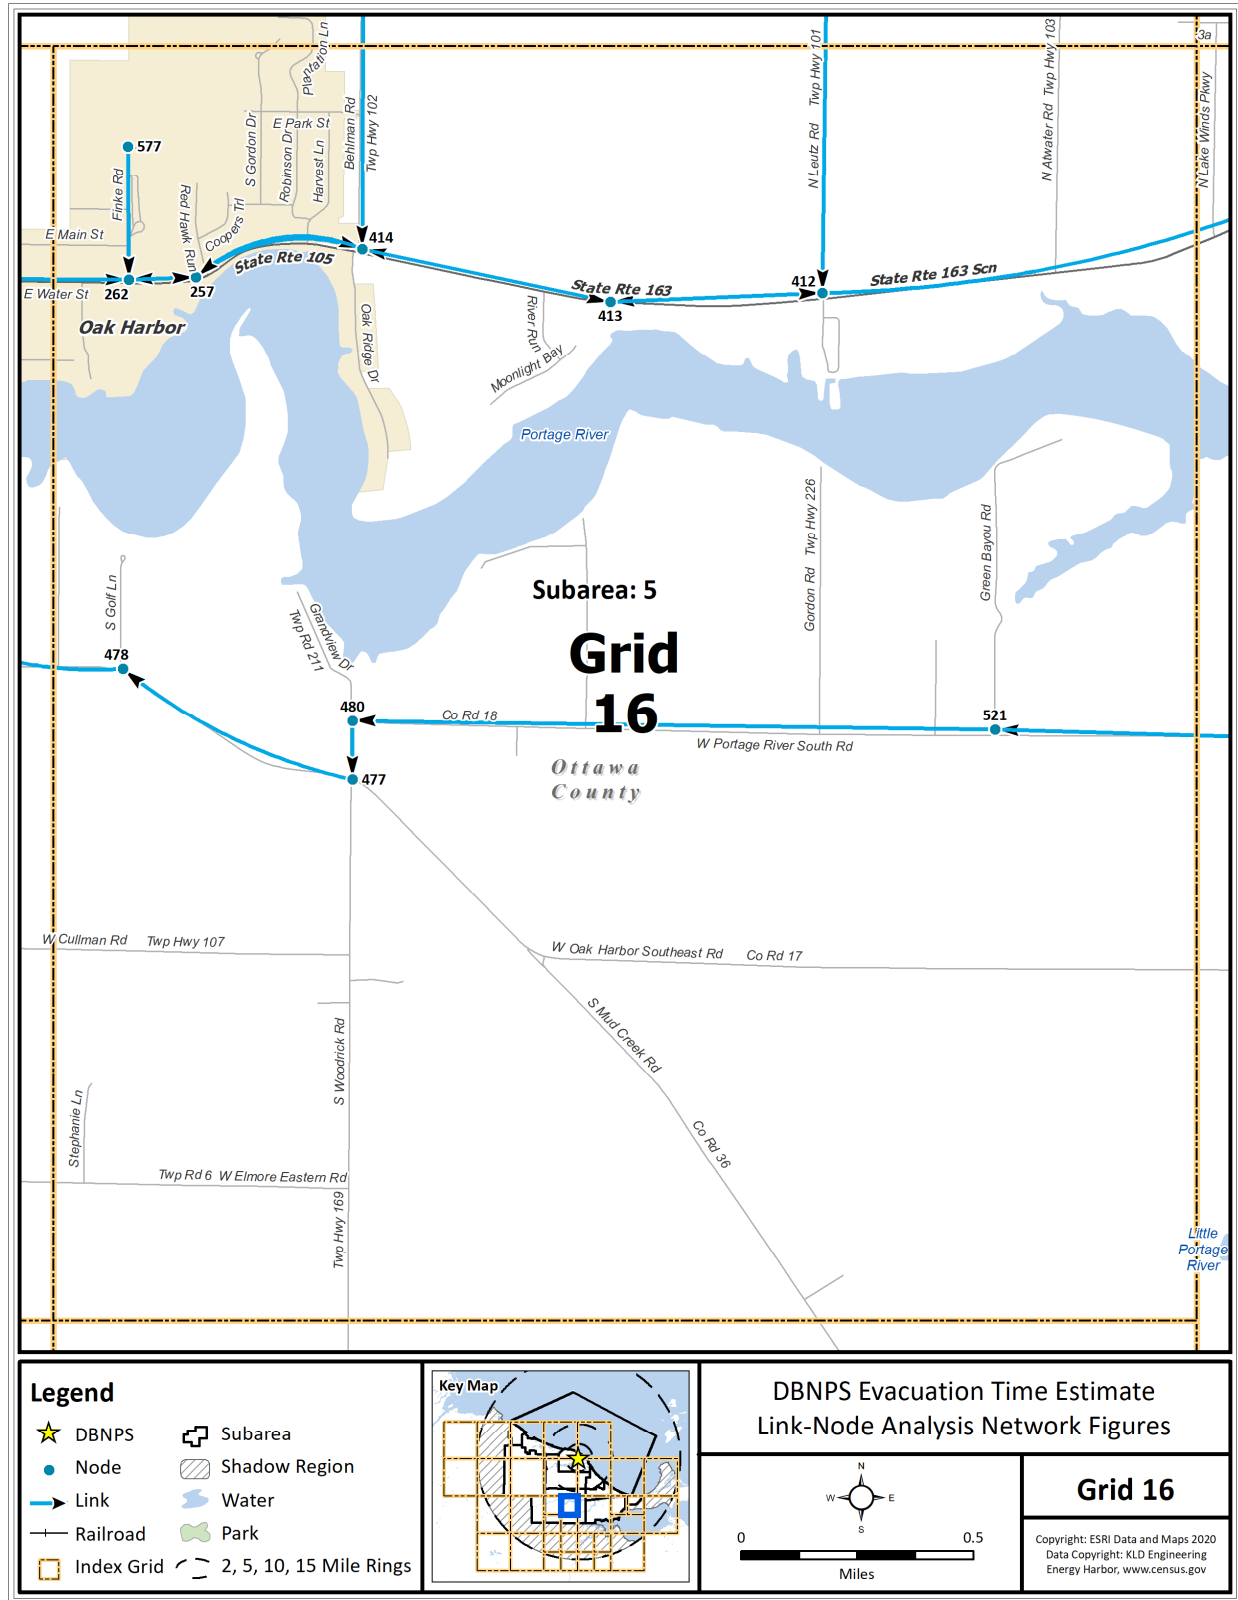 3a
Plantation Ln
Behlman Rd
Twp Hwy 102
N Leutz Rd Twp Hwy 101
N Atwater Rd Twp Hwy 103
N Lake Winds Pkwy
E Park St
S Gordon Dr
Robinson Dr
Harvest Ln
577
Finke Rd
Red Hawk Run
Coopers Trl
E Main St
414
State Rte 105
262
257
E Water St
Oak Harbor
State Rte 163
413
412
State Rte 163 Scn
Oak Ridge Dr
River Run
Moonlight Bay
Portage River
Gordon Rd Twp Hwy 226
Green Bayou Rd
S Golf Ln
Subarea: 5
Grid
16
Grandview Dr
Twp Rd 211
478
480
Co Rd 18
521
W Portage River South Rd
477
Ottawa
County
W Cullman Rd Twp Hwy 107
W Oak Harbor Southeast Rd Co Rd 17
S Mud Creek Rd
S Woodrick Rd
Stephanie Ln
Co Rd 36
Twp Rd 6 W Elmore Eastern Rd
Twp Hwy 169
Little
Portage
River
Legend
DBNPS
Node
Link
Railroad
Index Grid
Subarea
Shadow Region
Water
Park
2, 5, 10, 15 Mile Rings
Key Map
DBNPS Evacuation Time Estimate
Link-Node Analysis Network Figures
N
W E
S
0 0.5
Miles
Grid 16
Copyright: ESRI Data and Maps 2020
Data Copyright: KLD Engineering
Energy Harbor, www.census.gov